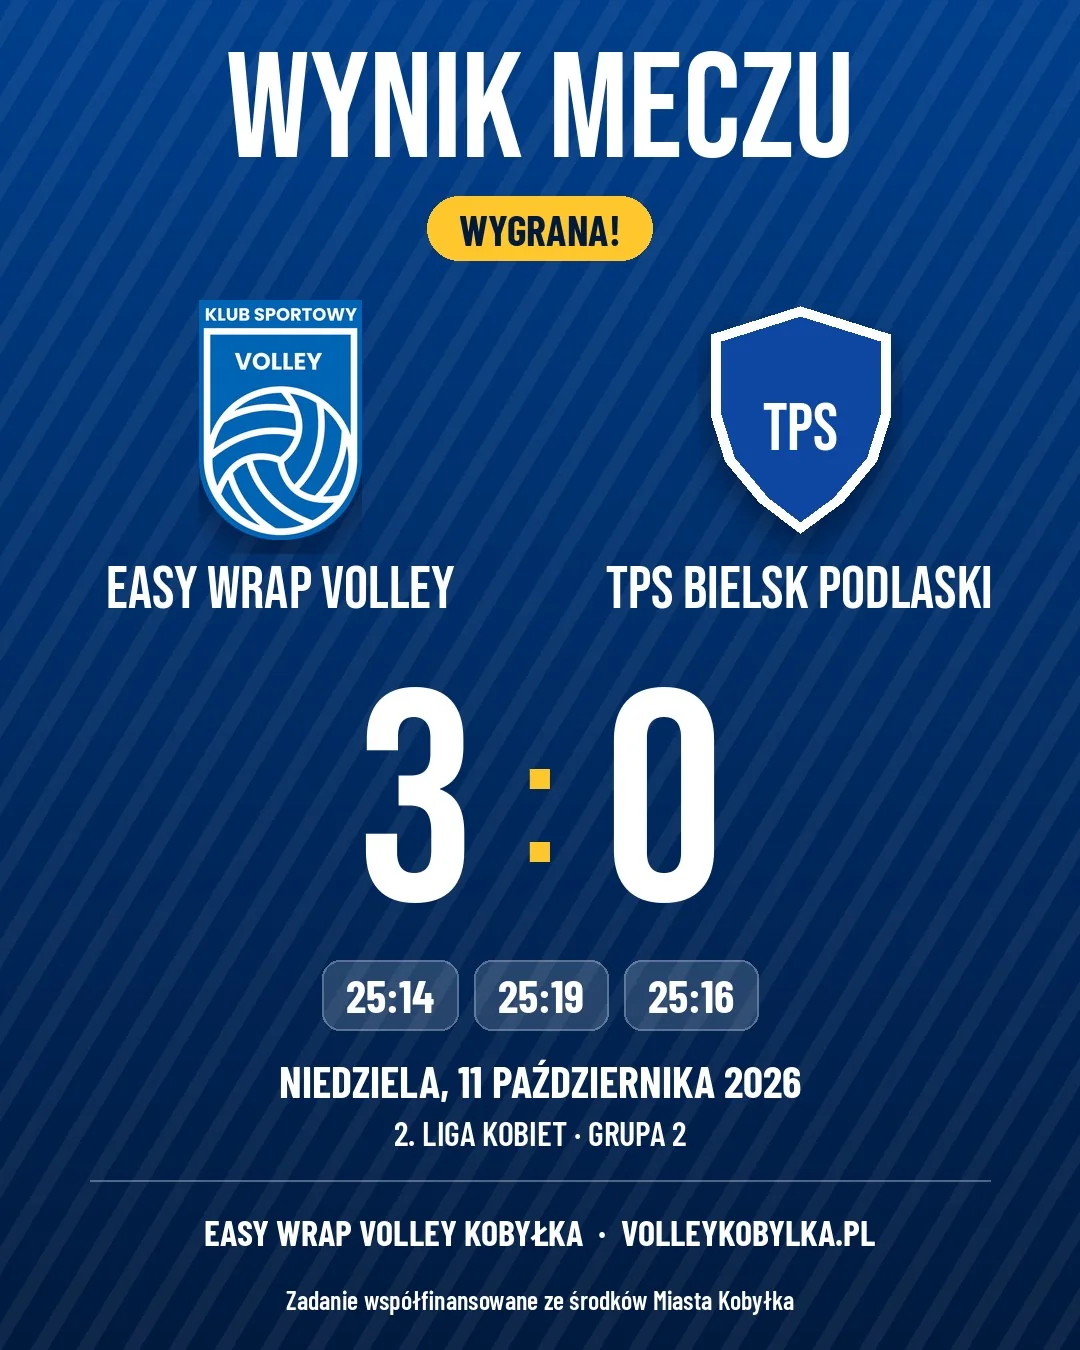 WYNIK MECZU
WYGRANA!
KLUB SPORTOWY
VOLLEY
TPS
EASY WRAP VOLLEY
TPS BIELSK PODLASKI
3 : 0
25:14 25:19 25:16
NIEDZIELA, 11 PAŹDZIERNIKA 2026
2. LIGA KOBIET · GRUPA 2
EASY WRAP VOLLEY KOBYŁKA · VOLLEYKOBYLKA.PL
Zadanie współfinansowane ze środków Miasta Kobyłka